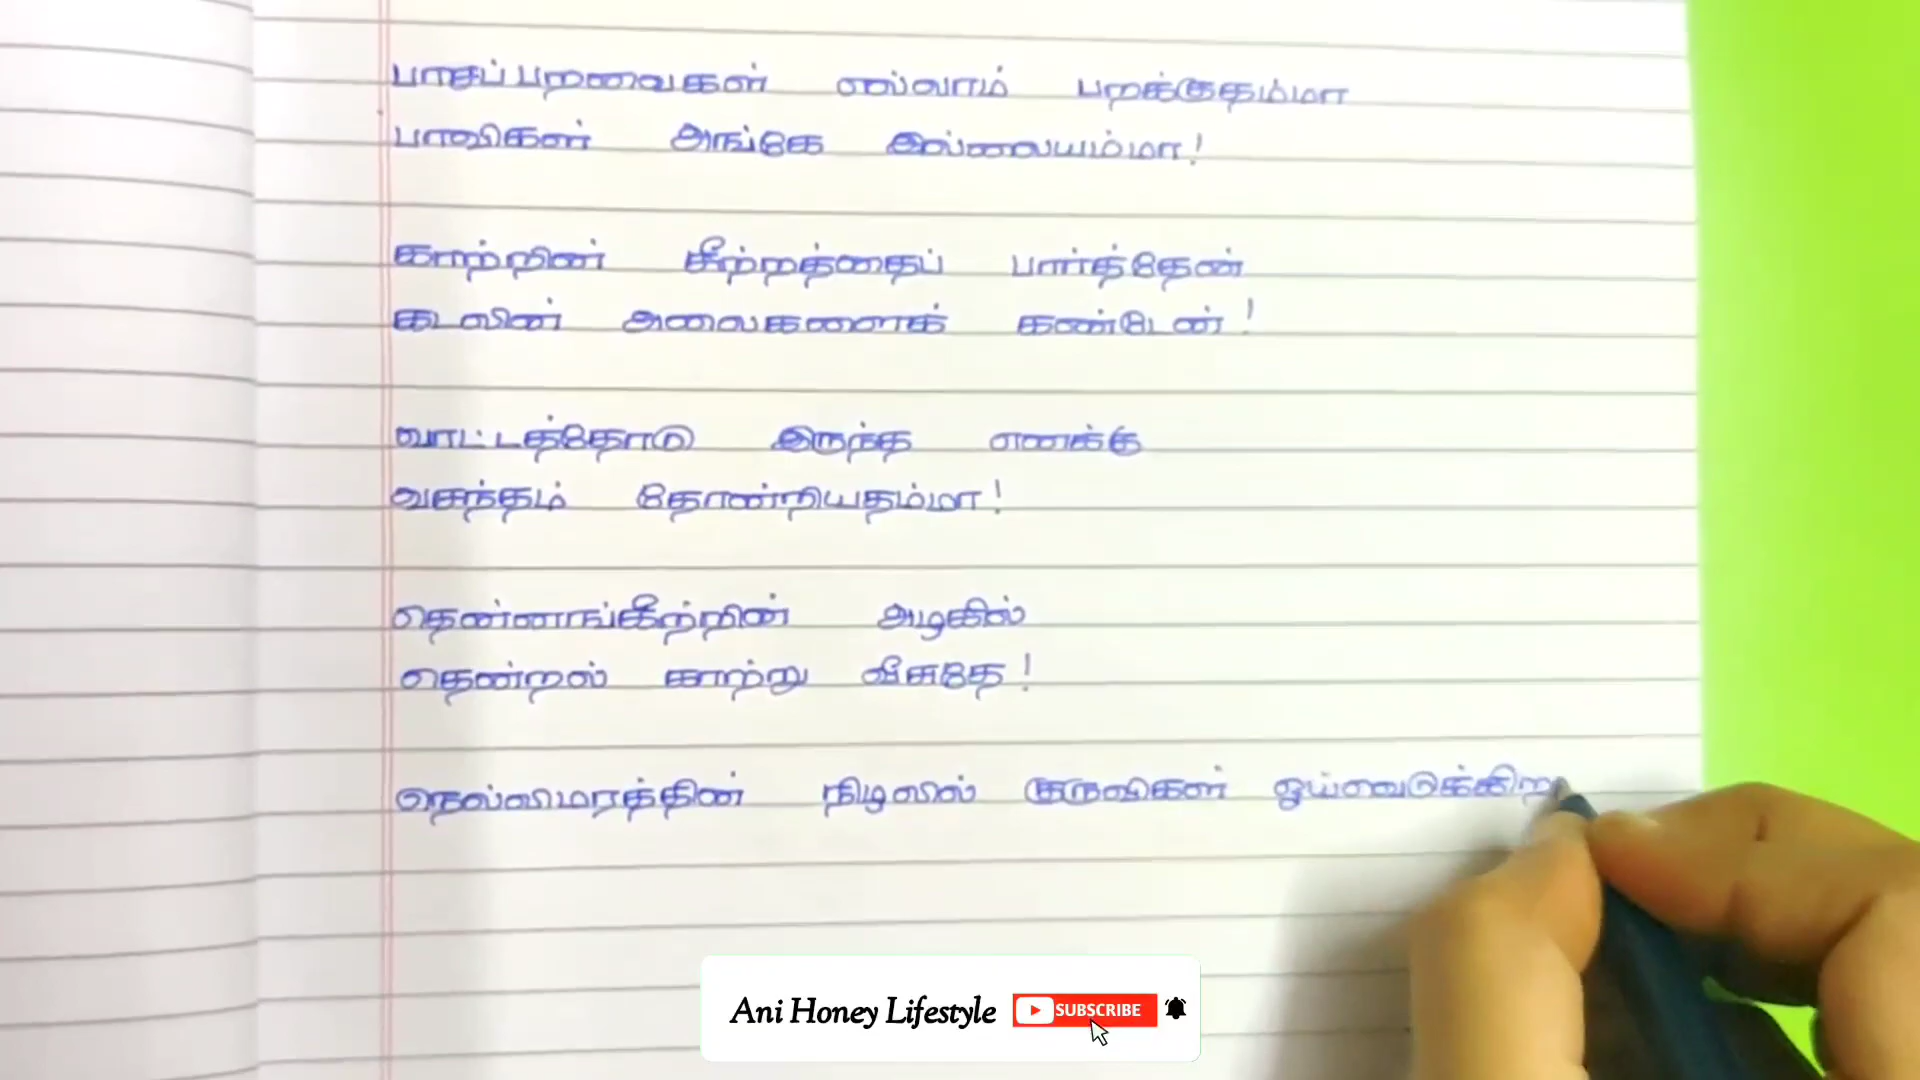 பாசப்பறவைகள் எல்லாம் பறக்குதம்மா
பாவிகள் அங்கே இல்லையம்மா!
காற்றின் சீற்றத்தைப் பார்த்தேன்
கடலின் அலைகளைக் கண்டேன்!
வாட்டத்தோடு இருந்த எனக்கு
வசந்தம் தோன்றியதம்மா!
தென்னங்கீற்றின் அழகில்
தென்றல் காற்று வீசுதே!
நெல்லிமரத்தின் நிழலில் குருவிகள்
Ani Honey Lifestyle SUBSCRIBE